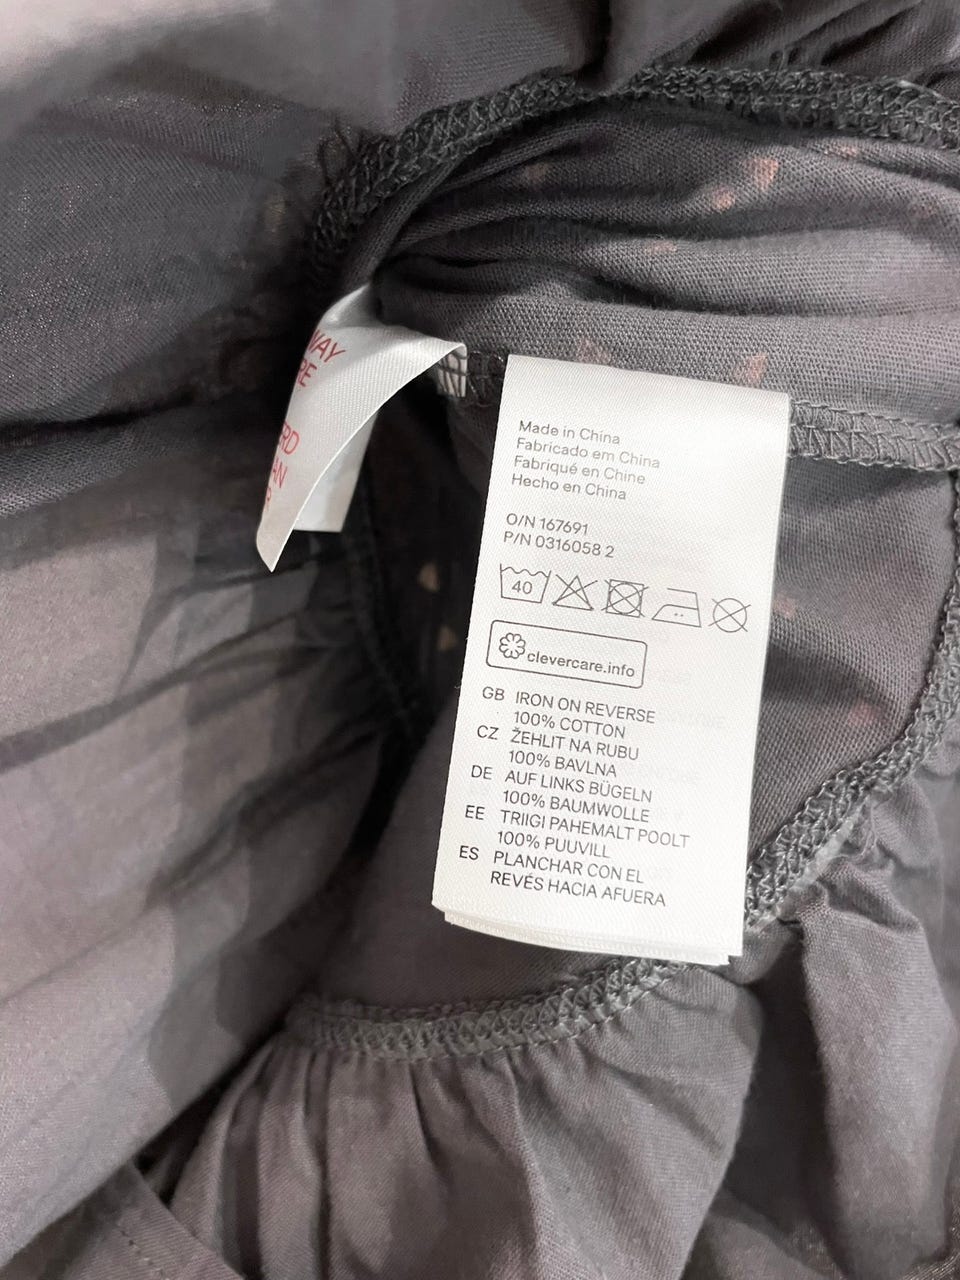 Made in China
Fabricado em China
Fabriqué en Chine
Hecho en China
O/N 167691
P/N 0316058 2
40
clevercare.info
GB IRON ON REVERSE
100% COTTON
CZ ŽEHLIT NA RUBU
100% BAVLNA
DE AUF LINKS BÜGELN
100% BAUMWOLLE
EE TRIIGI PAHEMALT POOLT
100% PUUVILL
ES PLANCHAR CON EL
REVÉS HACIA AFUERA